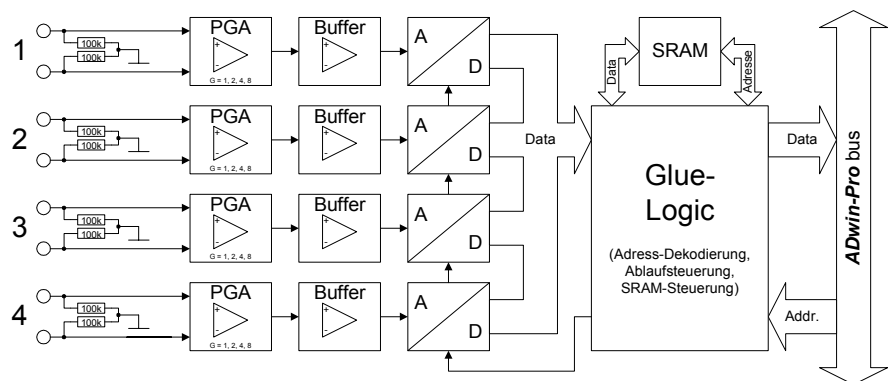 1
100k
100k
PGA
+
-
G = 1, 2, 4, 8
Buffer
+
-
A
D
2
100k
100k
PGA
+
-
G = 1, 2, 4, 8
Buffer
+
-
A
D
3
100k
100k
PGA
+
-
G = 1, 2, 4, 8
Buffer
+
-
A
D
4
100k
100k
PGA
+
-
G = 1, 2, 4, 8
Buffer
+
-
A
D
Data
SRAM
Data
Adresse
Glue-
Logic
(Adress-Dekodierung,
Ablaufsteuerung,
SRAM-Steuerung)
Data
Addr.
ADwin-Pro bus